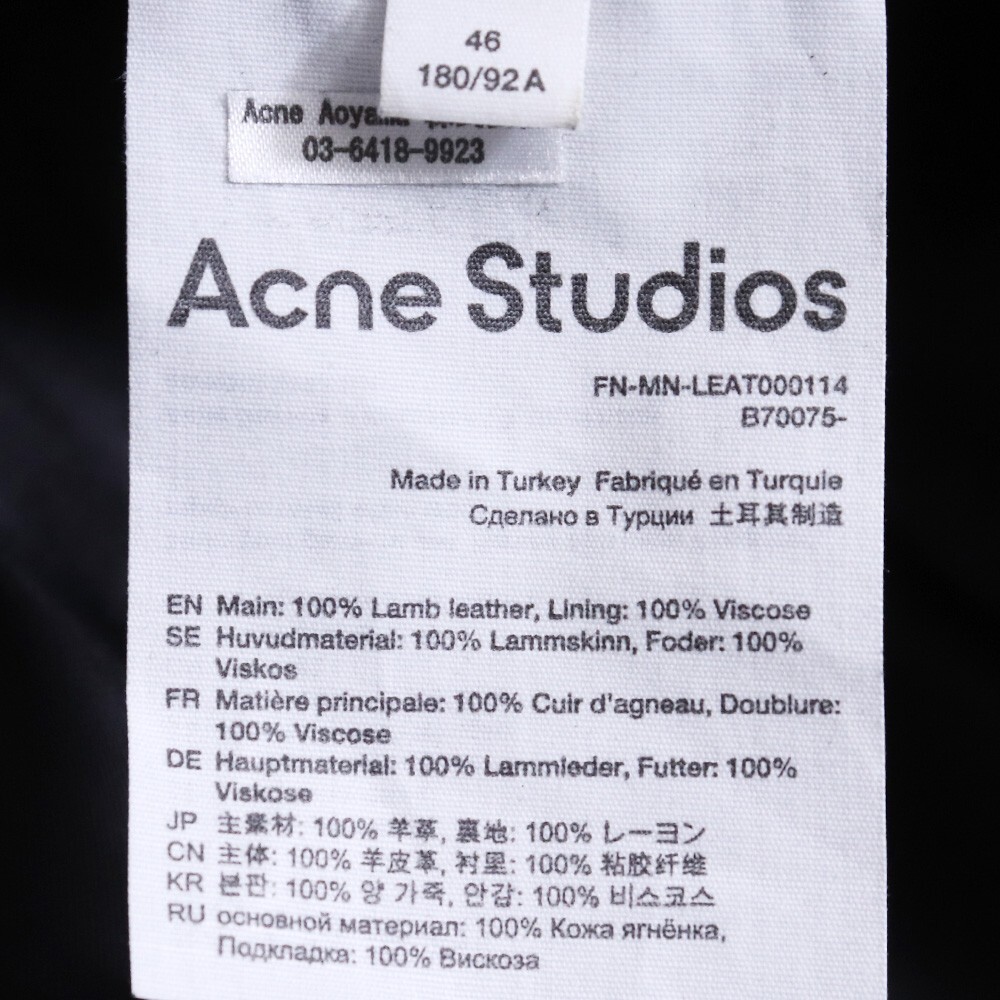 46
180/92A
Acne
03-6418-9923
Acne Studios
FN-MN-LEAT000114
B70075-
Made in Turkey Fabriqué en Turquie
Сделано в Турции 土耳其制造
EN Main: 100% Lamb leather, Lining: 100% Viscose
SE Huvudmaterial: 100% Lammskinn, Foder: 100%
Viskos
FR Matière principale: 100% Cuir d'agneau, Doublure:
100% Viscose
DE Hauptmaterial: 100% Lammleder, Futter: 100%
Viskose
JP 主素材: 100% 羊革, 裏地: 100% レーヨン
CN 主体: 100% 羊皮革, 衬里: 100% 粘胶纤维
KR 본판: 100% 양 가죽, 안감: 100% 비스코스
RU основной материал: 100% Кожа ягнёнка,
Подкладка: 100% Вискоза